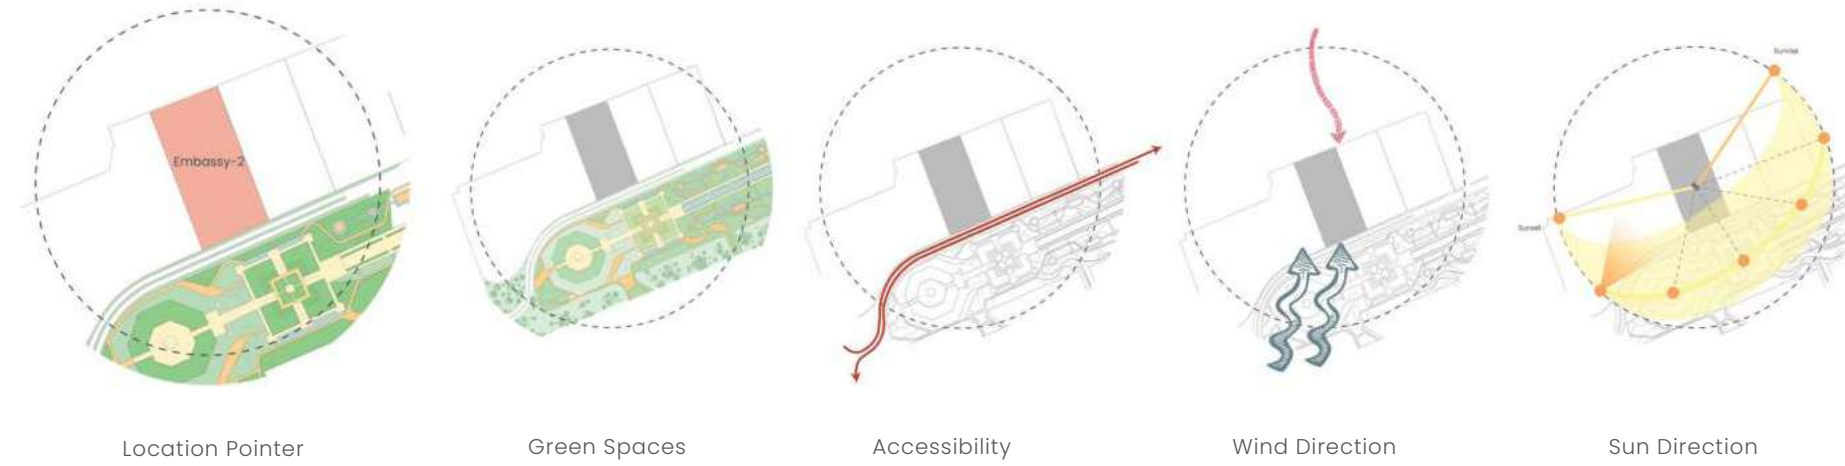 Sunrise
Embassy-2
Sunset
Location Pointer
Green Spaces
Accessibility
Wind Direction
Sun Direction